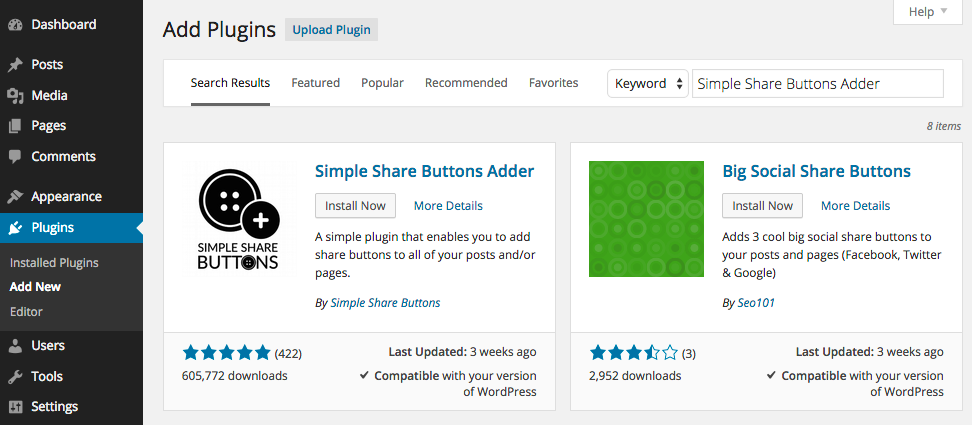 Dashboard
Posts
Media
Pages
Comments
Appearance
Plugins
Installed Plugins
Add New
Editor
Users
Tools
Settings
Help
Add Plugins Upload Plugin
Search Results Featured Popular Recommended Favorites Keyword Simple Share Buttons Adder
8 items
SIMPLE SHARE
BUTTONS
Simple Share Buttons Adder
Install Now More Details
A simple plugin that enables you to add
share buttons to all of your posts and/or
pages.
By Simple Share Buttons
(422)
605,772 downloads
Last Updated: 3 weeks ago
Compatible with your version
of WordPress
Big Social Share Buttons
Install Now More Details
Adds 3 cool big social share buttons to
your posts and pages (Facebook, Twitter
& Google)
By Seo101
(3)
2,952 downloads
Last Updated: 3 weeks ago
Compatible with your version
of WordPress